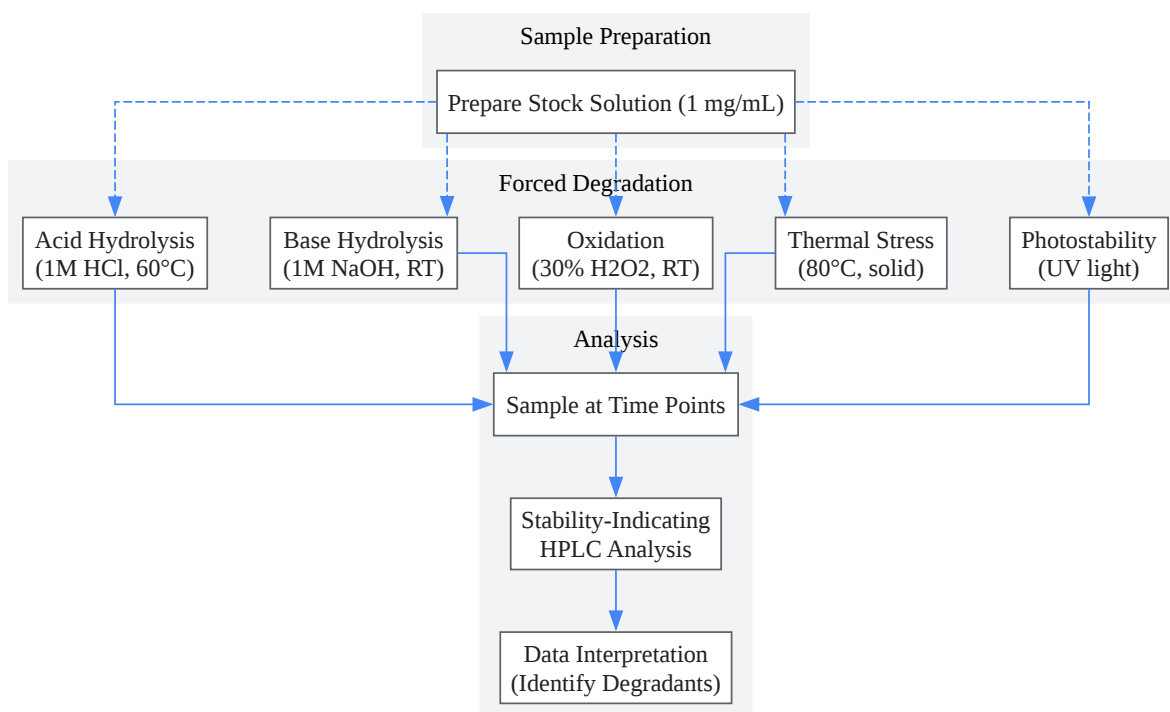 Sample Preparation
Prepare Stock Solution (1 mg/mL)
Forced Degradation
Acid Hydrolysis
(1M HCl, 60°C)
Base Hydrolysis
(1M NaOH, RT)
Oxidation
(30% H2O2, RT)
Thermal Stress
(80°C, solid)
Photostability
(UV light)
Analysis
Sample at Time Points
Stability-Indicating
HPLC Analysis
Data Interpretation
(Identify Degradants)